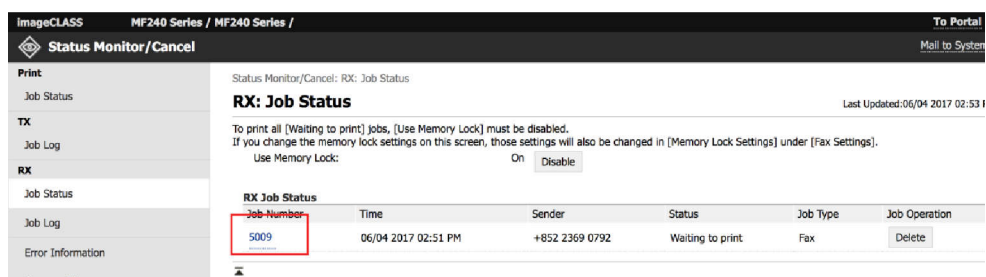 imageCLASS MF240 Series / MF240 Series / To Portal
Status Monitor/Cancel Mail to System
Print
Job Status
TX
Job Log
RX
Job Status
Job Log
Error Information
Status Monitor/Cancel: RX: Job Status
RX: Job Status Last Updated:06/04 2017 02:53 P
To print all [Waiting to print] jobs, [Use Memory Lock] must be disabled.
If you change the memory lock settings on this screen, those settings will also be changed in [Memory Lock Settings] under [Fax Settings].
Use Memory Lock: On Disable
RX Job Status
Job Number Time Sender Status Job Type Job Operation
5009 06/04 2017 02:51 PM +852 2369 0792 Waiting to print Fax Delete